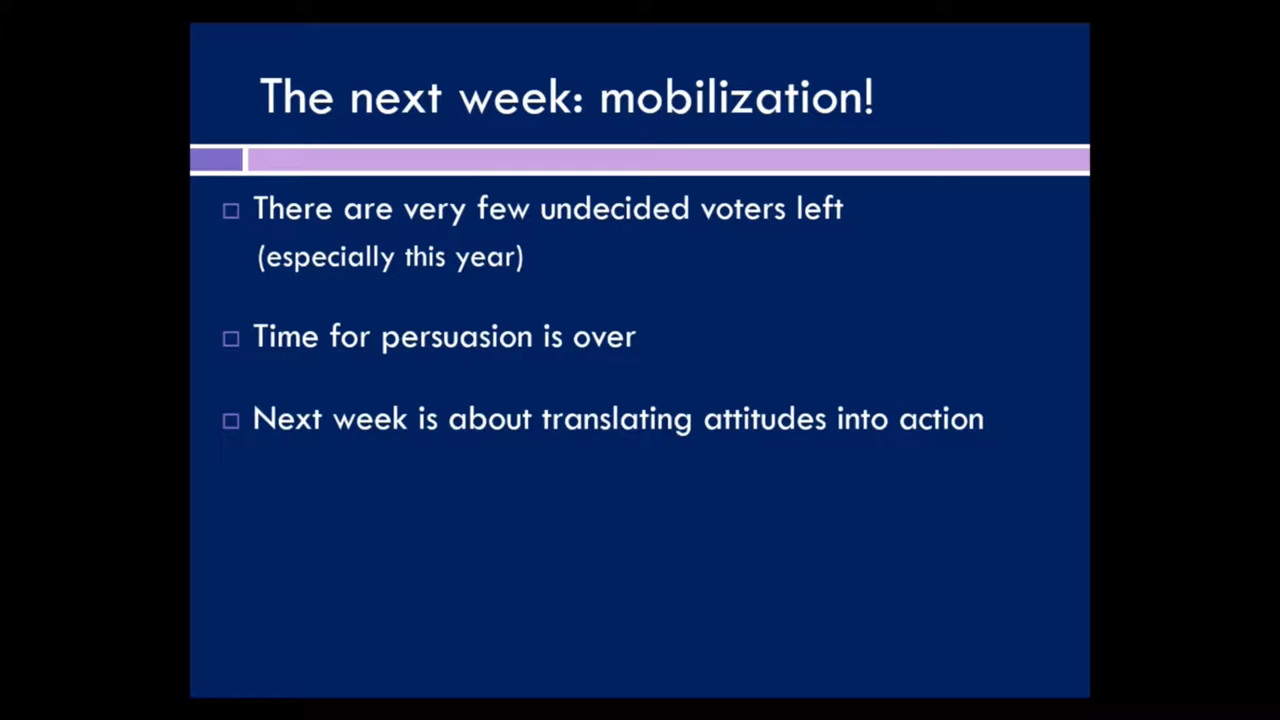 The next week: mobilization!
There are very few undecided voters left
(especially this year)
Time for persuasion is over
Next week is about translating attitudes into action